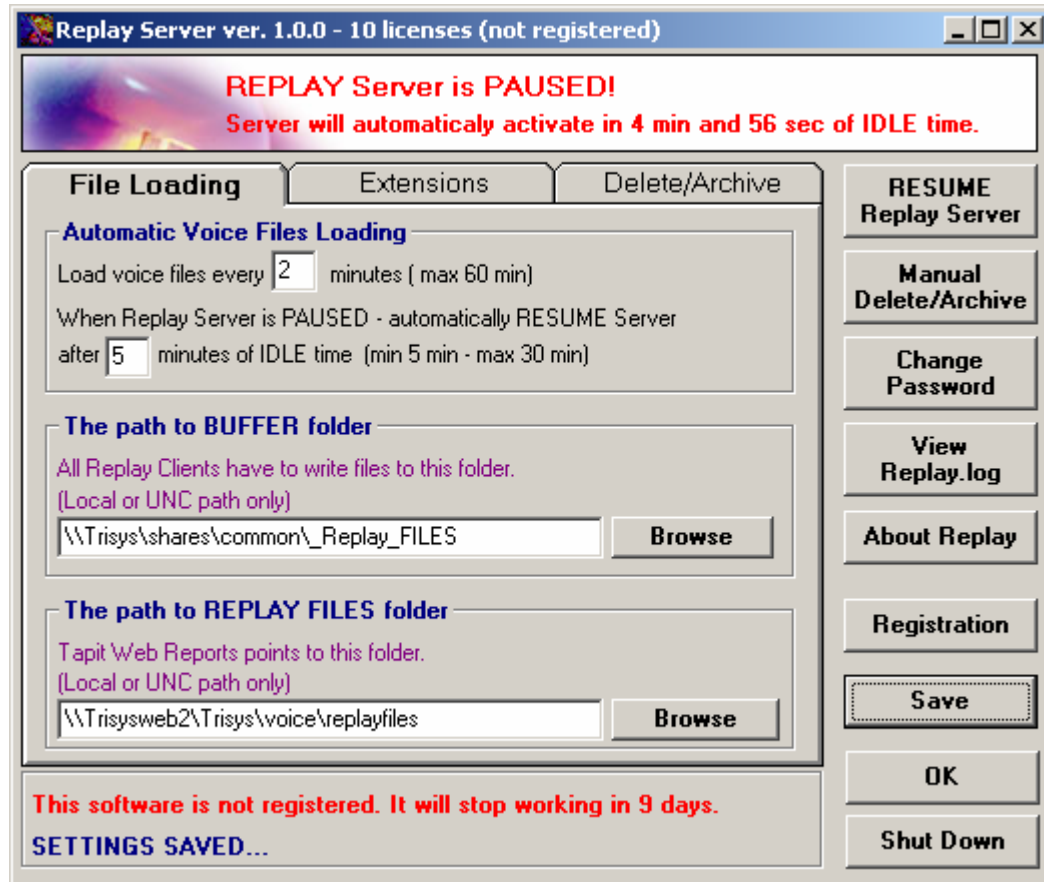 Replay Server ver. 1.0.0 - 10 licenses (not registered)
REPLAY Server is PAUSED!
Server will automaticaly activate in 4 min and 56 sec of IDLE time.
File Loading
Extensions
Delete/Archive
Automatic Voice Files Loading
Load voice files every 2 minutes ( max 60 min)
When Replay Server is PAUSED - automatically RESUME Server
after 5 minutes of IDLE time (min 5 min - max 30 min)
The path to BUFFER folder
All Replay Clients have to write files to this folder.
(Local or UNC path only)
\\Trisys\shares\common\_Replay_FILES
Browse
The path to REPLAY FILES folder
Tapit Web Reports points to this folder.
(Local or UNC path only)
\\Trisysweb2\Trisys\voice\replayfiles
Browse
RESUME
Replay Server
Manual
Delete/Archive
Change
Password
View
Replay.log
About Replay
Registration
Save
OK
Shut Down
This software is not registered. It will stop working in 9 days.
SETTINGS SAVED...